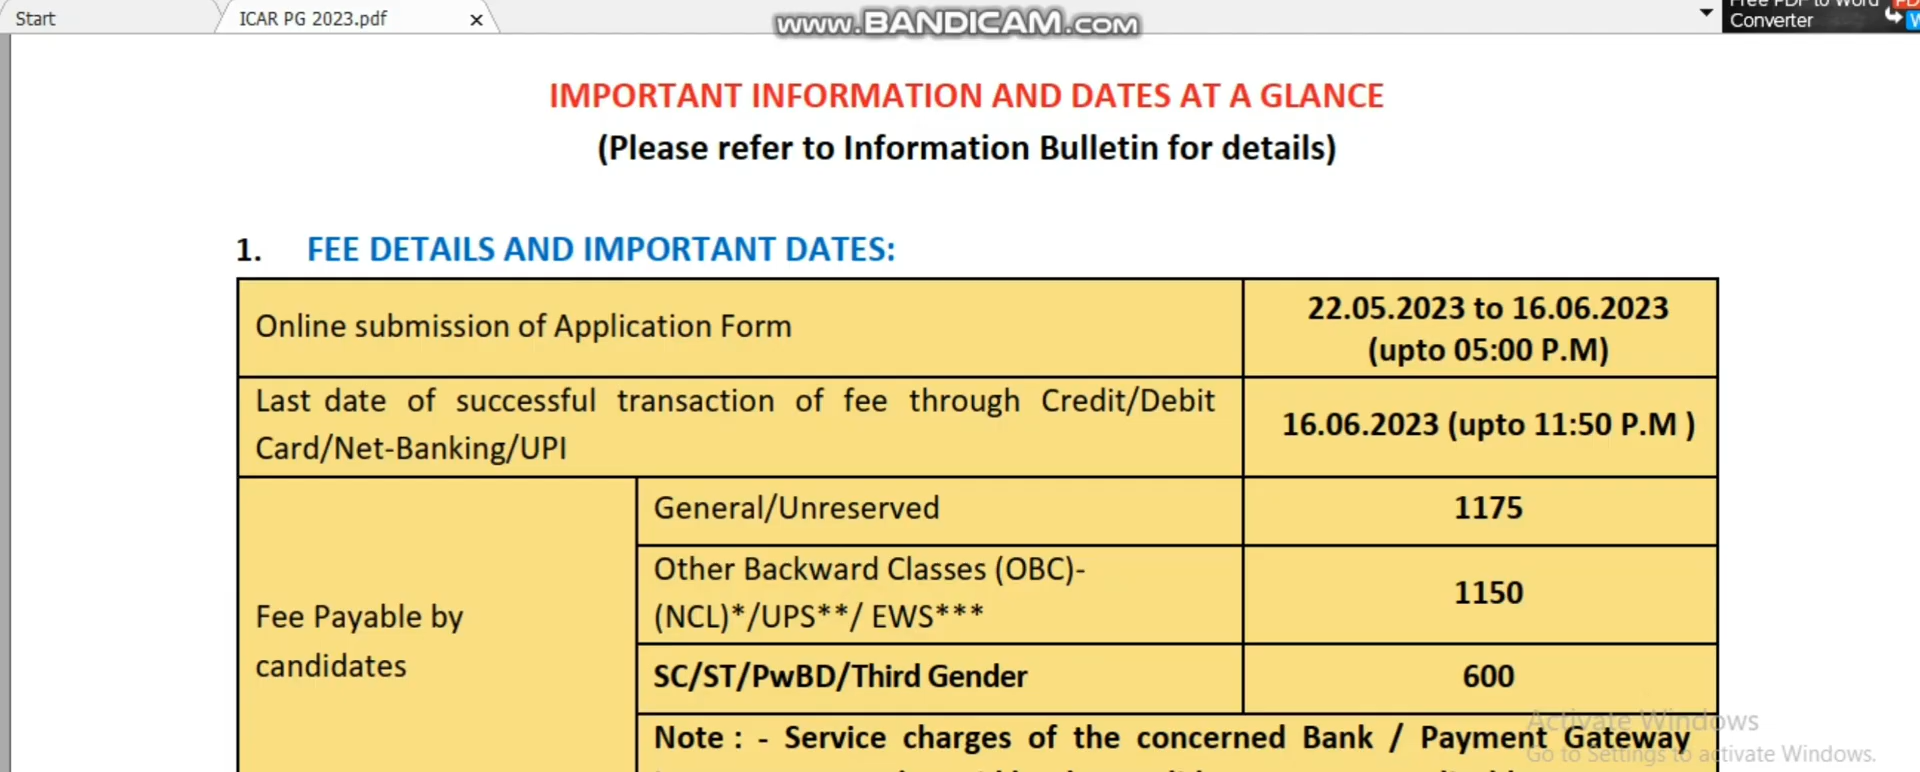 Start
ICAR PG 2023.pdf
www.BANDICAM.com
Free PDF to Word
Converter
IMPORTANT INFORMATION AND DATES AT A GLANCE
(Please refer to Information Bulletin for details)
1. FEE DETAILS AND IMPORTANT DATES:
Online submission of Application Form
22.05.2023 to 16.06.2023
(upto 05:00 P.M)
Last date of successful transaction of fee through Credit/Debit
Card/Net-Banking/UPI
16.06.2023 (upto 11:50 P.M )
Fee Payable by
candidates
General/Unreserved
1175
Other Backward Classes (OBC)-
(NCL)*/UPS**/ EWS***
1150
SC/ST/PwBD/Third Gender
600
Note : - Service charges of the concerned Bank / Payment Gateway
Activate Windows
Go to Settings to activate Windows.